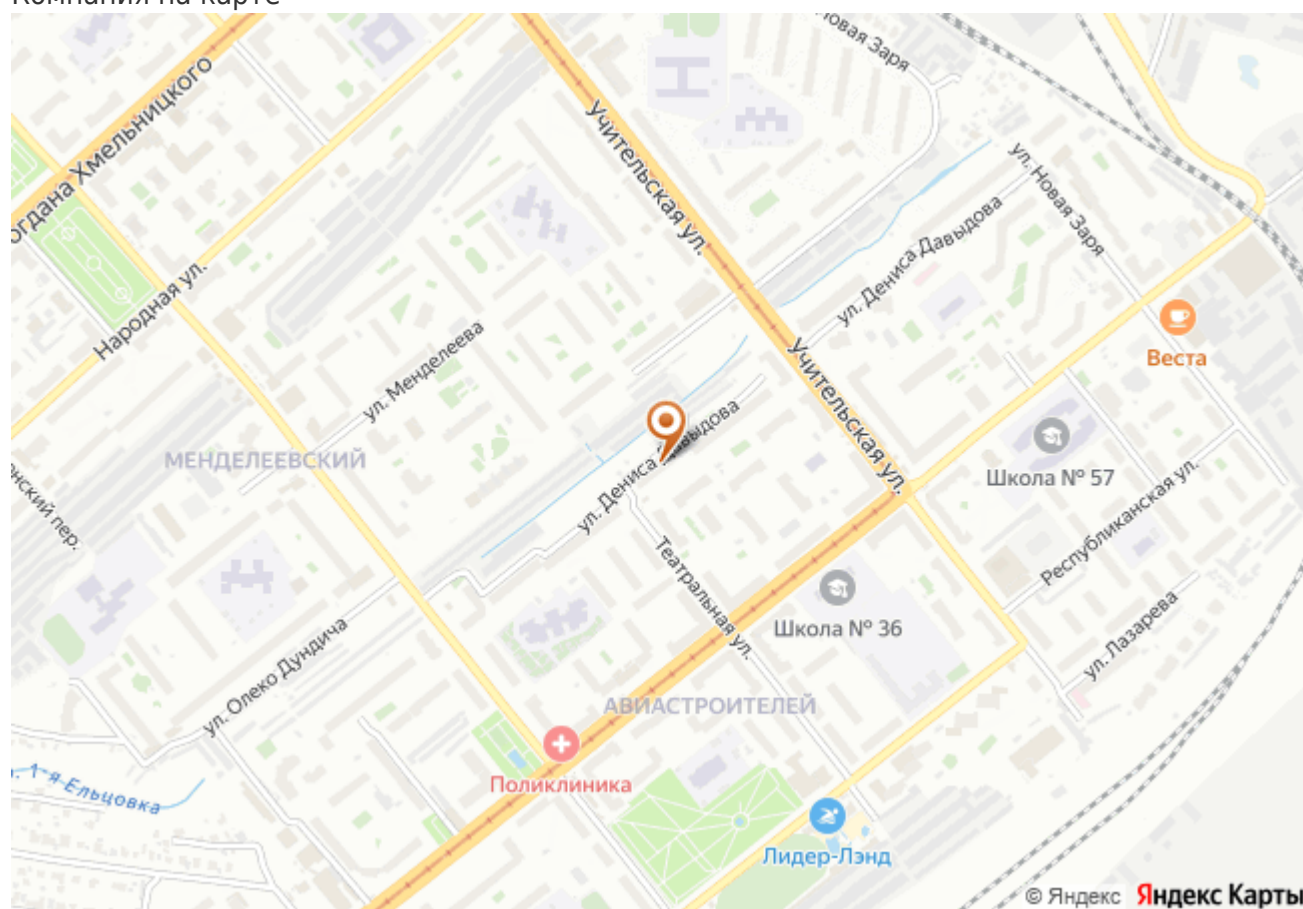 Компания на карте
Новая Заря
Богдана Хмельницкого
Учительская ул.
ул. Новая Заря
ул. Дениса Давыдова
Народная ул.
ул. Менделеева
Веста
Учительская ул.
ул. Дениса Давыдова
МЕНДЕЛЕЕВСКИЙ
Школа № 57
нский пер.
Республиканская ул.
Театральная ул.
Школа № 36
ул. Лазарева
ул. Олеко Дундича
АВИАСТРОИТЕЛЕЙ
р. 1-я Ельцовка
Поликлиника
Лидер-Лэнд
© Яндекс Яндекс Карты